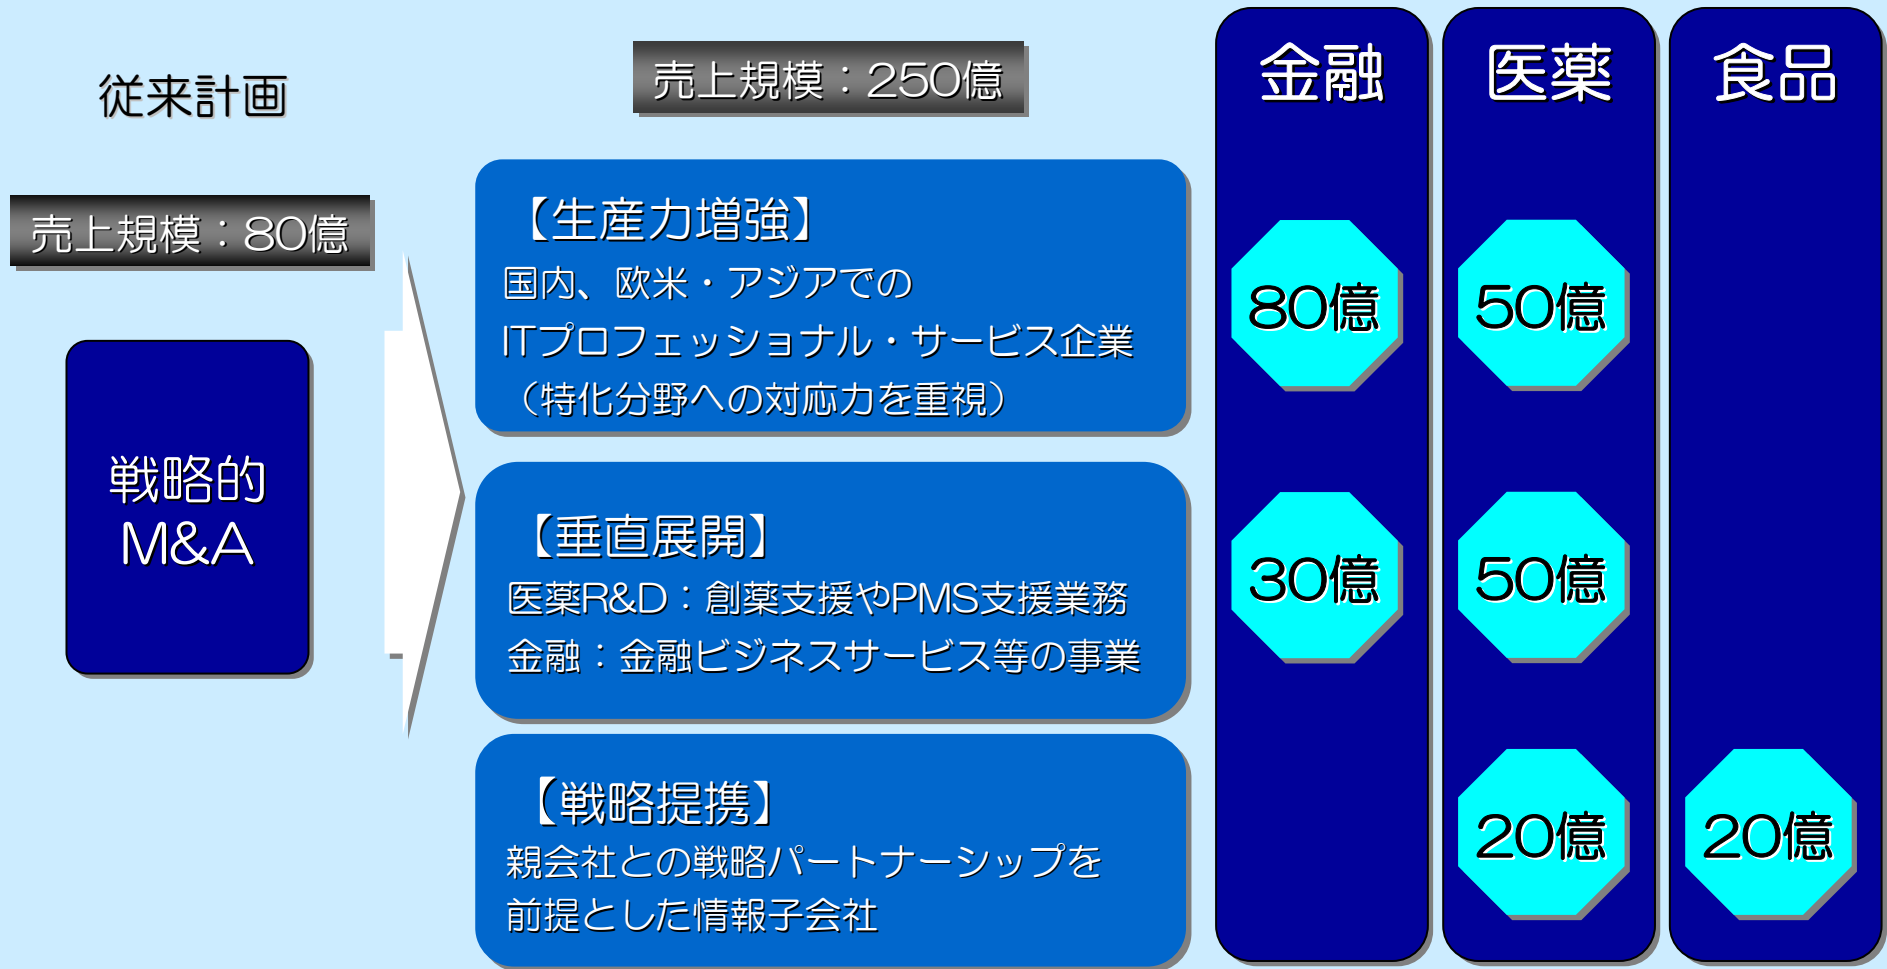 従来計画
売上規模：80億
戦略的
M&A
売上規模：250億
【生産力増強】
国内、欧米・アジアでの
ITプロフェッショナル・サービス企業
（特化分野への対応力を重視）
【垂直展開】
医薬R&D：創薬支援やPMS支援業務
金融：金融ビジネスサービス等の事業
【戦略提携】
親会社との戦略パートナーシップを
前提とした情報子会社
金融
医薬
食品
80億
50億
30億
50億
20億
20億